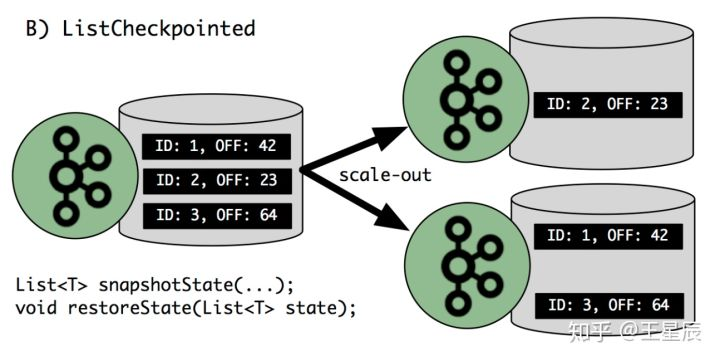 B) ListCheckpointed
ID: 1, OFF: 42
ID: 2, OFF: 23
ID: 3, OFF: 64
List<T> snapshotState(...);
void restoreState(List<T> state);
scale-out
ID: 2, OFF: 23
ID: 1, OFF: 42
ID: 3, OFF: 64
知乎 @王星辰